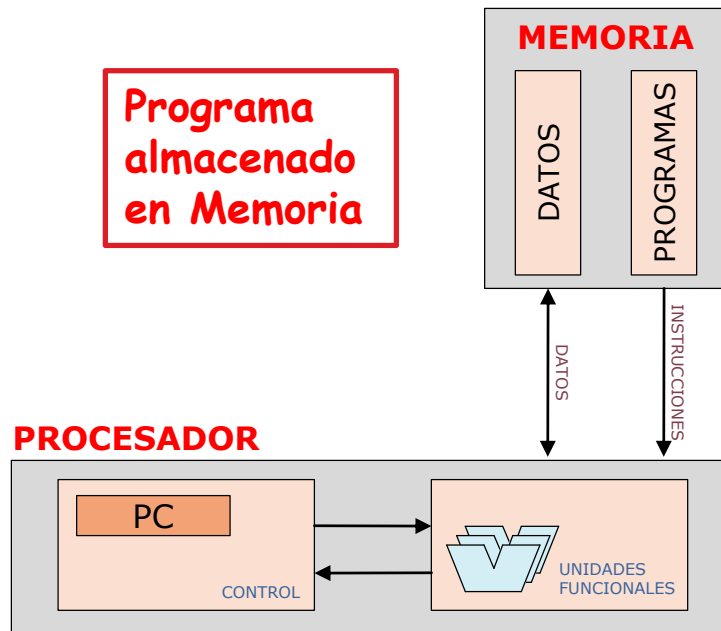 MEMORIA
Programa
almacenado
en Memoria
DATOS
PROGRAMAS
DATOS
INSTRUCCIONES
PROCESADOR
PC
CONTROL
UNIDADES
FUNCIONALES